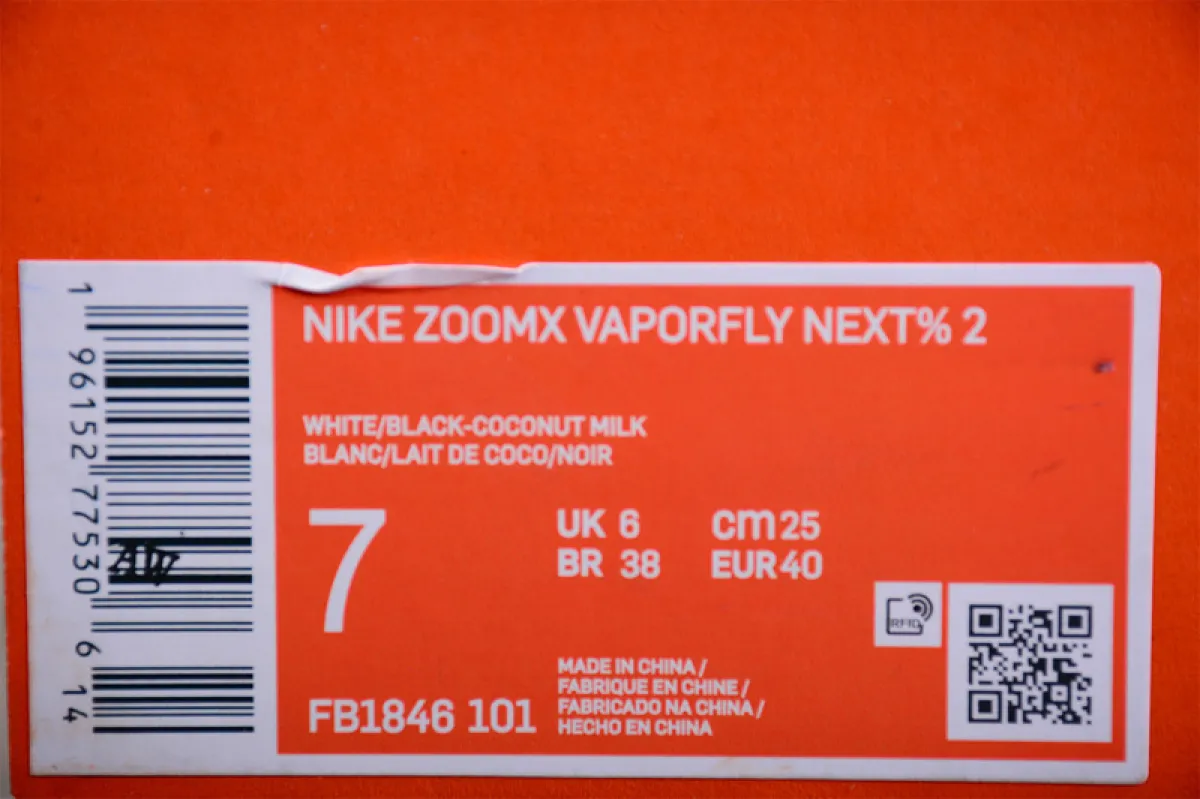 NIKE ZOOMX VAPORFLY NEXT% 2
WHITE/BLACK-COCONUT MILK
BLANC/LAIT DE COCO/NOIR
7
UK 6
cm 25
BR 38
EUR 40
RFID
FB1846 101
MADE IN CHINA /
FABRIQUE EN CHINE /
FABRICADO NA CHINA /
HECHO EN CHINA
1 96152 77530 6 14
AW